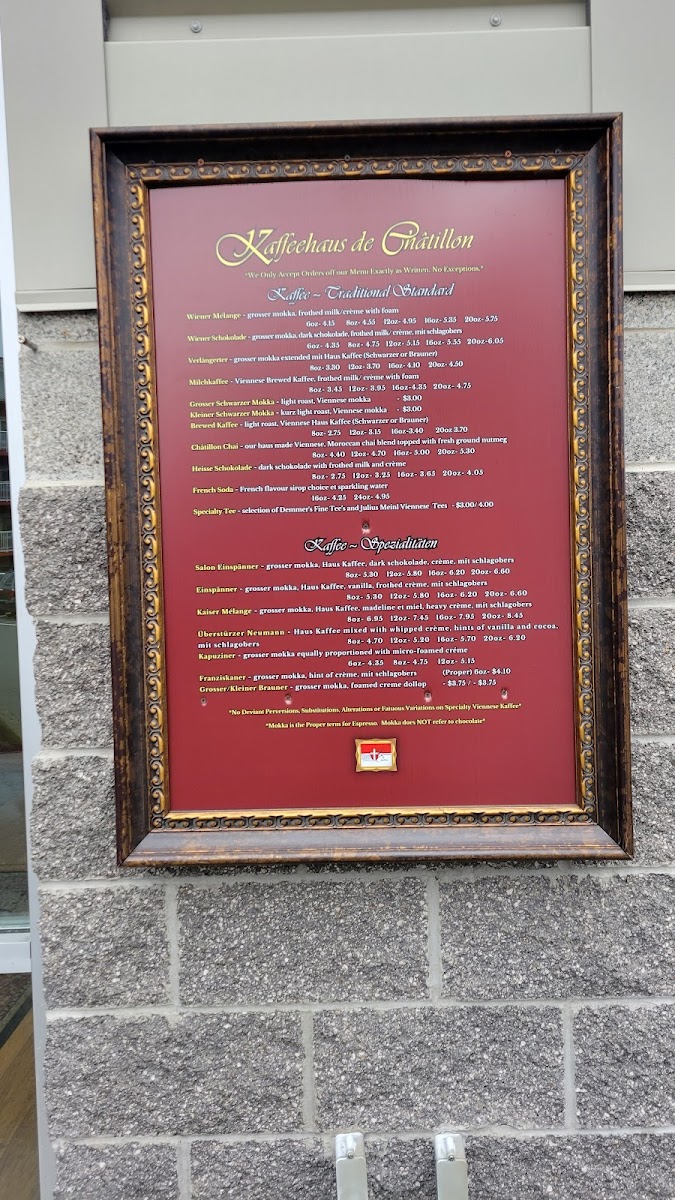 Kaffeehaus de Châtillon
*We Only Accept Orders off our Menu Exactly as Written. No Exceptions.*
Kaffee ~ Traditional Standard
Wiener Mélange - grosser mokka, frothed milk/crème with foam
6oz- 4.15 8oz- 4.55 12oz- 4.95 16oz- 5.35 20oz- 5.75
Wiener Schokolade - grosser mokka, dark schokolade, frothed milk/ crème, mit schlagobers
6oz- 4.35 8oz- 4.75 12oz- 5.15 16oz- 5.55 20oz-6.05
Verlängerter - grosser mokka extended mit Haus Kaffee (Schwarzer or Brauner)
8oz- 3.30 12oz- 3.70 16oz- 4.10 20oz- 4.50
Milchkaffee - Viennese Brewed Kaffee, frothed milk/ crème with foam
8oz- 3.45 12oz- 3.95 16oz-4.35 20oz- 4.75
Grosser Schwarzer Mokka - light roast, Viennese mokka - $3.00
Kleiner Schwarzer Mokka - kurz light roast, Viennese mokka - $3.00
Brewed Kaffee - light roast, Viennese Haus Kaffee (Schwarzer or Brauner)
8oz- 2.75 12oz- 3.15 16oz-3.40 20oz 3.70
Châtillon Chai - our haus made Viennese, Moroccan chai blend topped with fresh ground nutmeg
8oz- 4.40 12oz- 4.70 16oz- 5.00 20oz- 5.30
Heisse Schokolade - dark schokolade with frothed milk and crème
8oz- 2.75 12oz- 3.25 16oz- 3.65 20oz- 4.05
French Soda - French flavour sirop choice et sparkling water
16oz- 4.25 24oz- 4.95
Specialty Tee - selection of Demmer's Fine Tee's and Julius Meinl Viennese Tees - $3.00/ 4.00
Kaffee ~ Spezialitäten
Salon Einspänner - grosser mokka, Haus Kaffee, dark schokolade, crème, mit schlagobers
8oz- 5.30 12oz- 5.80 16oz- 6.20 20oz- 6.60
Einspänner - grosser mokka, Haus Kaffee, vanilla, frothed crème, mit schlagobers
8oz- 5.30 12oz- 5.80 16oz- 6.20 20oz- 6.60
Kaiser Mélange - grosser mokka, Haus Kaffee, madeline et miel, heavy crème, mit schlagobers
8oz- 6.95 12oz- 7.45 16oz- 7.95 20oz- 8.45
Überstürzer Neumann - Haus Kaffee mixed with whipped crème, hints of vanilla and cocoa,
mit schlagobers 8oz- 4.70 12oz- 5.20 16oz- 5.70 20oz- 6.20
Kapuziner - grosser mokka equally proportioned with micro-foamed crème
6oz- 4.35 8oz- 4.75 12oz- 5.15
Franziskaner - grosser mokka, hint of crème, mit schlagobers (Proper) 6oz- $4.10
Grosser/Kleiner Brauner - grosser mokka, foamed creme dollop - $3.75 / - $3.75
*No Deviant Perversions, Substitutions, Alterations or Fatuous Variations on Specialty Viennese Kaffee*
*Mokka is the Proper term for Espresso. Mokka does NOT refer to chocolate*